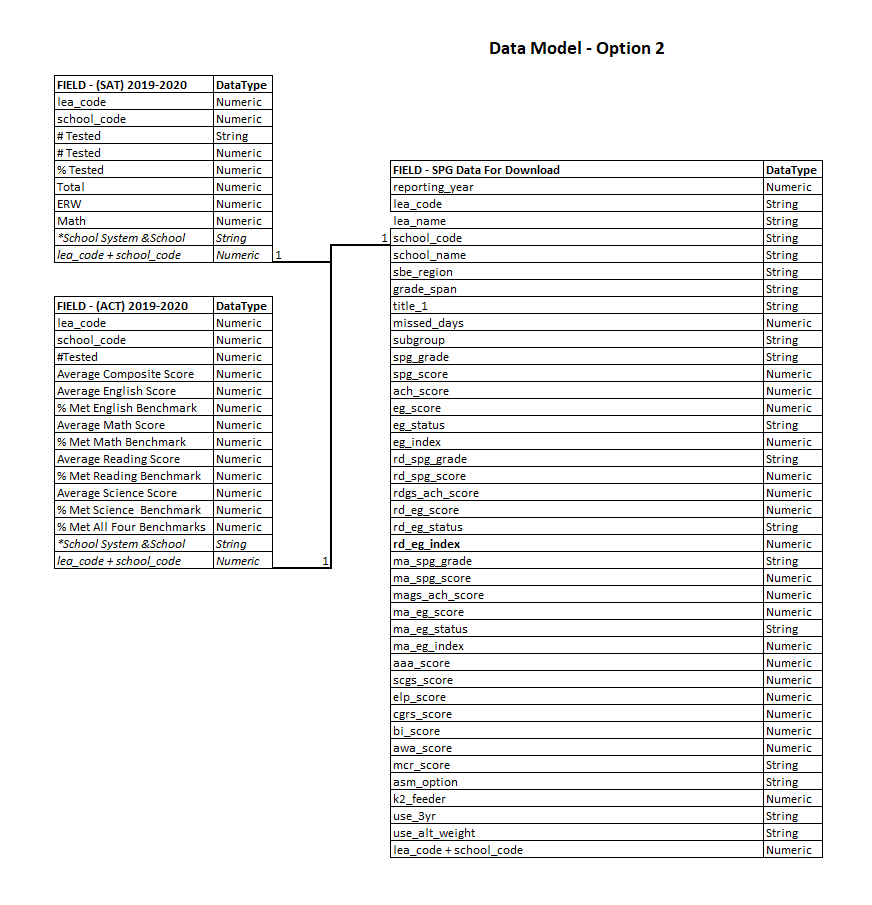 Data Model - Option 2
FIELD - (SAT) 2019-2020 DataType
lea_code Numeric
school_code Numeric
# Tested String
# Tested Numeric
% Tested Numeric
Total Numeric
ERW Numeric
Math Numeric
*School System &School String
lea_code + school_code Numeric 1
FIELD - (ACT) 2019-2020 DataType
lea_code Numeric
school_code Numeric
#Tested Numeric
Average Composite Score Numeric
Average English Score Numeric
% Met English Benchmark Numeric
Average Math Score Numeric
% Met Math Benchmark Numeric
Average Reading Score Numeric
% Met Reading Benchmark Numeric
Average Science Score Numeric
% Met Science Benchmark Numeric
% Met All Four Benchmarks Numeric
*School System &School String
lea_code + school_code Numeric 1
FIELD - SPG Data For Download DataType
reporting_year Numeric
lea_code String
lea_name String
1 school_code String
school_name String
sbe_region String
grade_span String
title_1 String
missed_days Numeric
subgroup String
spg_grade String
spg_score Numeric
ach_score Numeric
eg_score Numeric
eg_status String
eg_index Numeric
rd_spg_grade String
rd_spg_score Numeric
rdgs_ach_score Numeric
rd_eg_score Numeric
rd_eg_status String
rd_eg_index Numeric
ma_spg_grade String
ma_spg_score Numeric
mags_ach_score Numeric
ma_eg_score Numeric
ma_eg_status String
ma_eg_index Numeric
aaa_score Numeric
scgs_score Numeric
elp_score Numeric
cgrs_score Numeric
bi_score Numeric
awa_score Numeric
mcr_score String
asm_option String
k2_feeder Numeric
use_3yr String
use_alt_weight String
lea_code + school_code Numeric